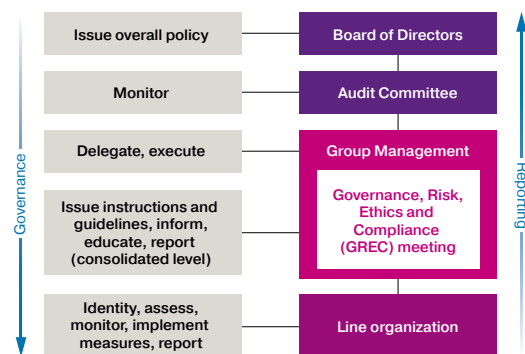 Issue overall policy
Board of Directors
Monitor
Audit Committee
Delegate, execute
Group Management
Issue instructions and
guidelines, inform,
educate, report
(consolidated level)
Governance, Risk,
Ethics and
Compliance
(GREC) meeting
Identity, assess,
monitor, implement
measures, report
Line organization
Governance
Reporting